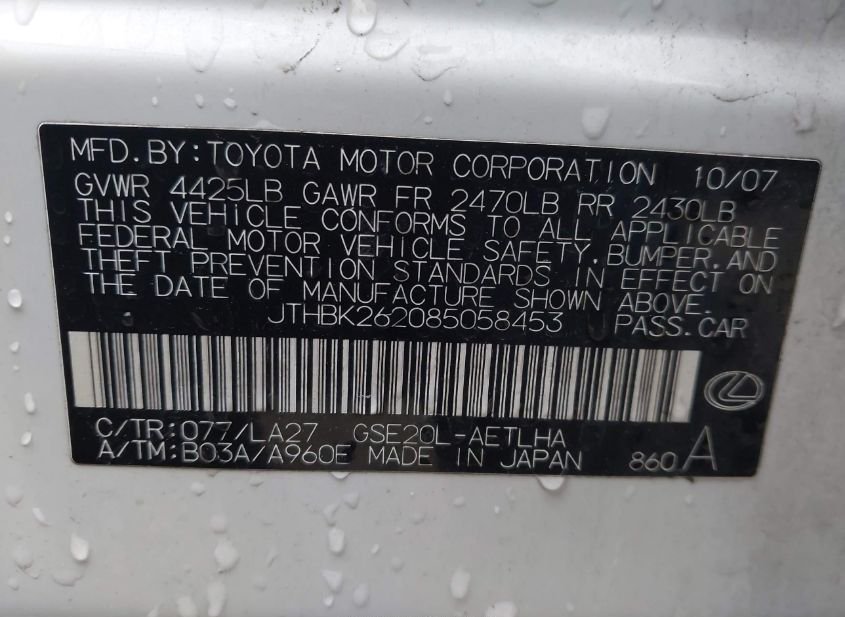 MFD.BY:TOYOTA MOTOR CORPORATION 10/07
GVWR 4425LB GAWR FR 2470LB RR 2430LB
THIS VEHICLE CONFORMS TO ALL APPLICABLE
FEDERAL MOTOR VEHICLE SAFETY,BUMPER,AND
THEFT PREVENTION STANDARDS IN EFFECT ON
THE DATE OF MANUFACTURE SHOWN ABOVE.
JTHBK262085058453 PASS.CAR
C/TR:077/LA27 GSE20L-AETLHA
A/TM:B03A/A960E MADE IN JAPAN 860 A